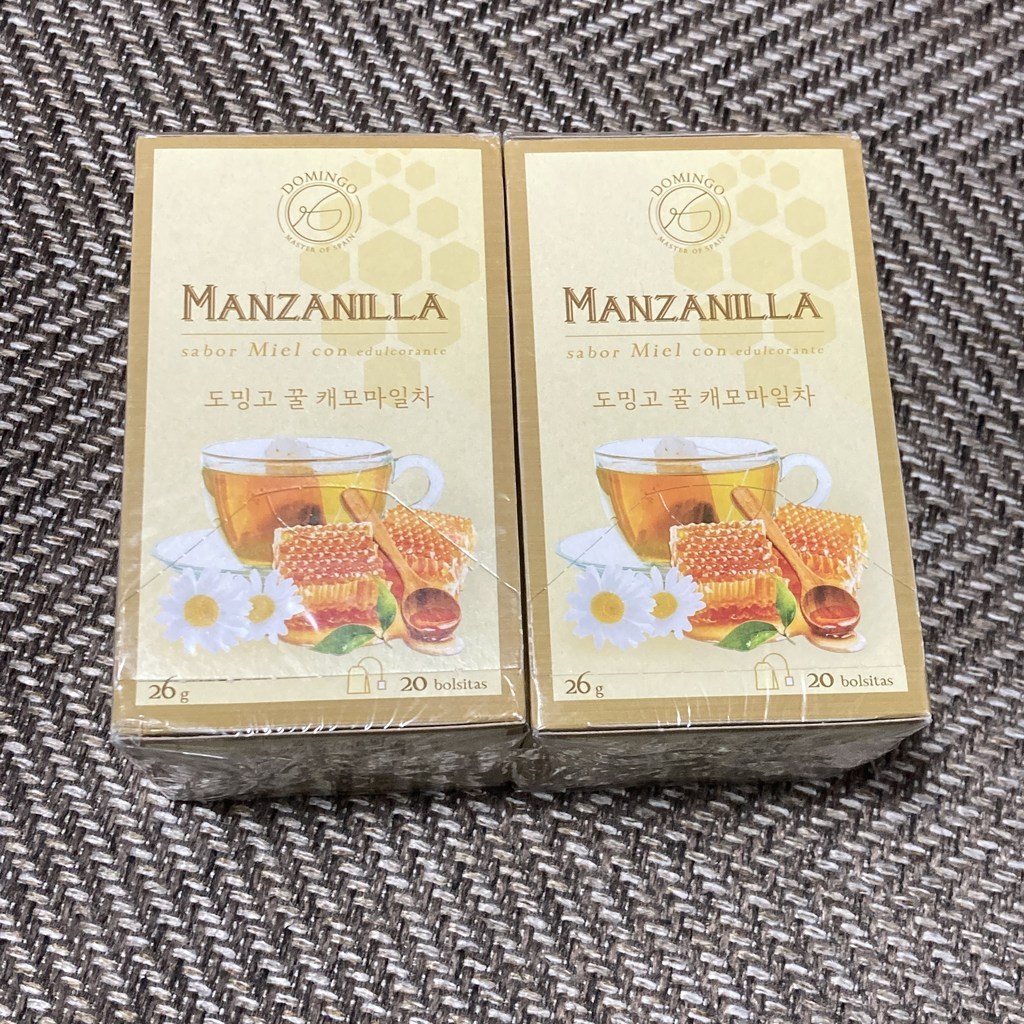 DOMINGO
MASTER OF SPAIN
MANZANILLA
sabor Miel con edulcorante
도밍고 꿀 캐모마일차
26 g
20 bolsitas
DOMINGO
MASTER OF SPAIN
MANZANILLA
sabor Miel con edulcorante
도밍고 꿀 캐모마일차
26 g
20 bolsitas